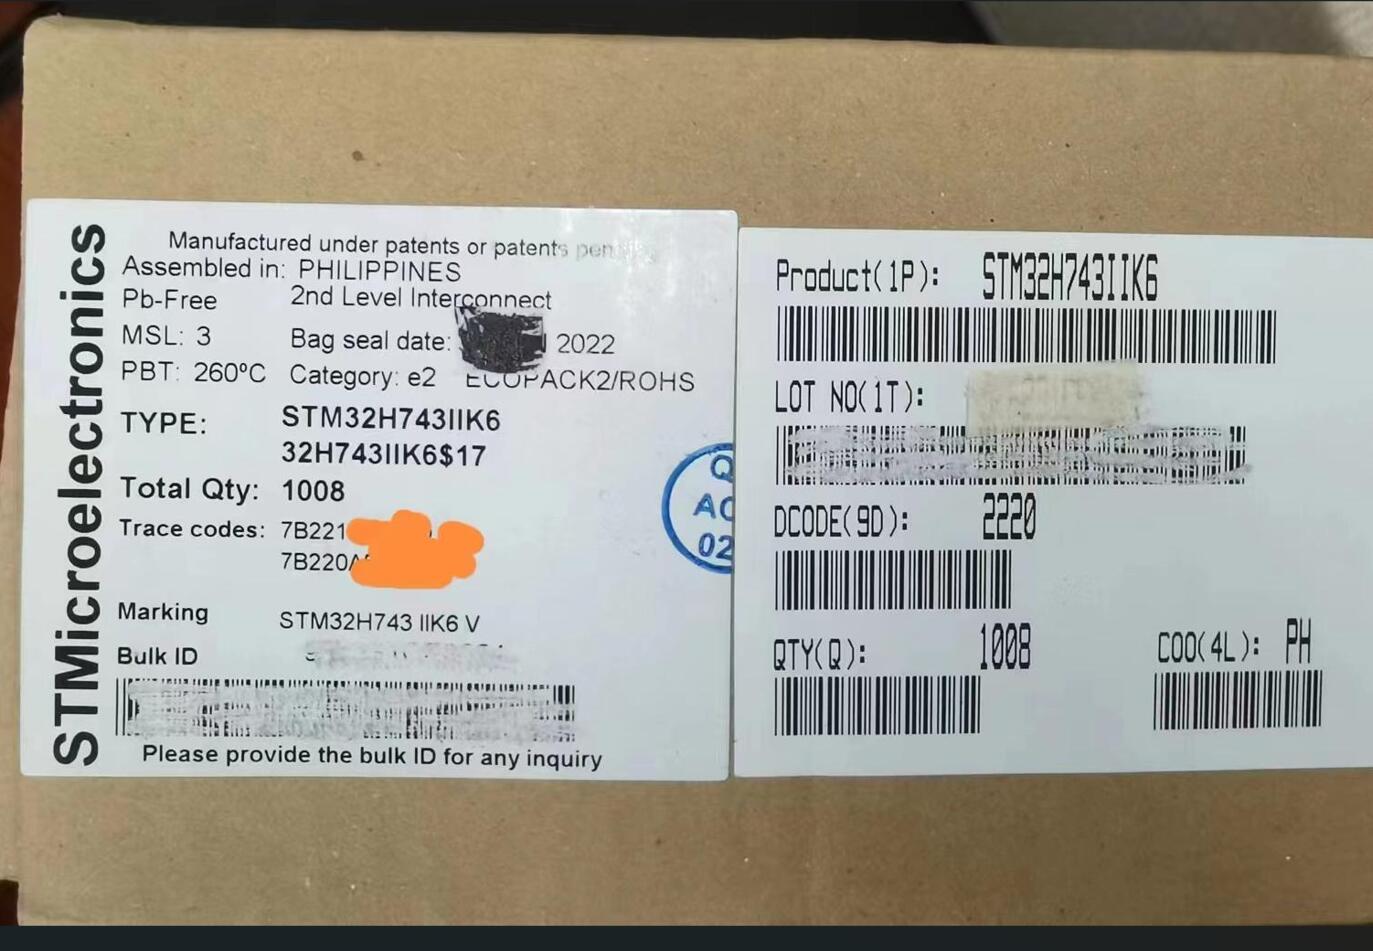 STMicroelectronics
Manufactured under patents or patents
Assembled in: PHILIPPINES
Pb-Free 2nd Level Interconnect
MSL: 3 Bag seal date: 2022
PBT: 260ºC Category: e2 ECOPACK2/ROHS
TYPE: STM32H743IIK6
32H743IIK6$17
Total Qty: 1008
Trace codes: 7B221
7B220A
Marking STM32H743 IIK6 V
Bulk ID
Please provide the bulk ID for any inquiry
Q
AC
02
Product(1P): STM32H743IIK6
LOT NO(1T):
DCODE(9D): 2220
QTY(Q): 1008 COO(4L): PH